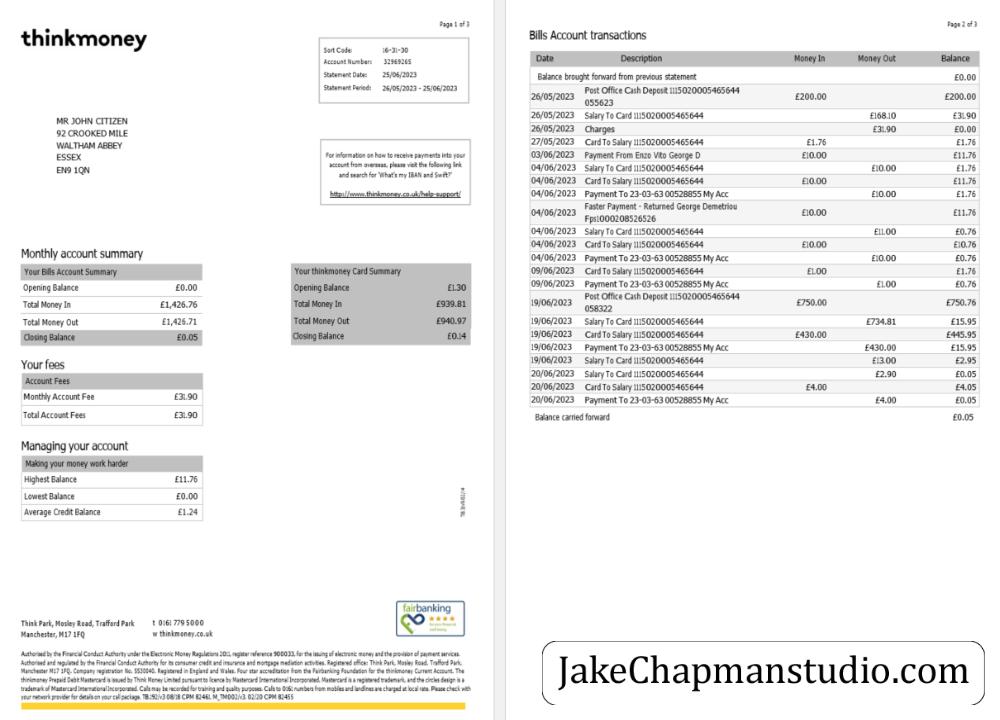 thinkmoney
Page 1 of 3
Sort Code: 16-31-30
Account Number: 32969265
Statement Date: 25/06/2023
Statement Period: 26/05/2023 - 25/06/2023
MR JOHN CITIZEN
92 CROOKED MILE
WALTHAM ABBEY
ESSEX
EN9 1QN
For information on how to receive payments into your
account from overseas, please visit the following link
and search for 'What's my IBAN and Swift?'
http://www.thinkmoney.co.uk/help-support/
Monthly account summary
Your Bills Account Summary
Opening Balance £0.00
Total Money In £1,426.76
Total Money Out £1,426.71
Closing Balance £0.05
Your thinkmoney Card Summary
Opening Balance £1.30
Total Money In £939.81
Total Money Out £940.97
Closing Balance £0.14
Your fees
Account Fees
Monthly Account Fee £31.90
Total Account Fees £31.90
Managing your account
Making your money work harder
Highest Balance £11.76
Lowest Balance £0.00
Average Credit Balance £1.24
Think Park, Mosley Road, Trafford Park t 0161 779 5000
Manchester, M17 1FQ w thinkmoney.co.uk
fairbanking
Authorised by the Financial Conduct Authority under the Electronic Money Regulations 2011, register reference 900033, for the issuing of electronic money and the provision of payment services.
Authorised and regulated by the Financial Conduct Authority for its consumer credit and insurance and mortgage mediation activities. Registered office: Think Park, Mosley Road, Trafford Park,
Manchester M17 1FQ. Company registration No. 5530040. Registered in England and Wales. Four star accreditation from the Fairbanking Foundation for the thinkmoney Current Account. The
thinkmoney Prepaid Debit Mastercard is issued by Think Money Limited pursuant to licence by Mastercard International Incorporated. Mastercard is a registered trademark, and the circles design is a
trademark of Mastercard International Incorporated. Calls may be recorded for training and quality purposes. Calls to 0161 numbers from mobiles and landlines are charged at local rate. Please check with
your network provider for details on your call package.
Page 2 of 3
Bills Account transactions
Date Description Money In Money Out Balance
Balance brought forward from previous statement £0.00
26/05/2023 Post Office Cash Deposit 1115020005465644 £200.00 £200.00
055623
26/05/2023 Salary To Card 1115020005465644 £168.10 £31.90
26/05/2023 Charges £31.90 £0.00
27/05/2023 Card To Salary 1115020005465644 £1.76 £1.76
03/06/2023 Payment From Enzo Vito George D £10.00 £11.76
04/06/2023 Salary To Card 1115020005465644 £10.00 £1.76
04/06/2023 Card To Salary 1115020005465644 £10.00 £11.76
04/06/2023 Payment To 23-03-63 00528855 My Acc £10.00 £1.76
04/06/2023 Faster Payment - Returned George Demetriou £10.00 £11.76
Fps1000208526526
04/06/2023 Salary To Card 1115020005465644 £11.00 £0.76
04/06/2023 Card To Salary 1115020005465644 £10.00 £10.76
04/06/2023 Payment To 23-03-63 00528855 My Acc £10.00 £0.76
09/06/2023 Card To Salary 1115020005465644 £1.00 £1.76
09/06/2023 Payment To 23-03-63 00528855 My Acc £1.00 £0.76
19/06/2023 Post Office Cash Deposit 1115020005465644 £750.00 £750.76
058322
19/06/2023 Salary To Card 1115020005465644 £734.81 £15.95
19/06/2023 Card To Salary 1115020005465644 £430.00 £445.95
19/06/2023 Payment To 23-03-63 00528855 My Acc £430.00 £15.95
19/06/2023 Salary To Card 1115020005465644 £13.00 £2.95
20/06/2023 Salary To Card 1115020005465644 £2.90 £0.05
20/06/2023 Card To Salary 1115020005465644 £4.00 £4.05
20/06/2023 Payment To 23-03-63 00528855 My Acc £4.00 £0.05
Balance carried forward £0.05
JakeChapmanstudio.com